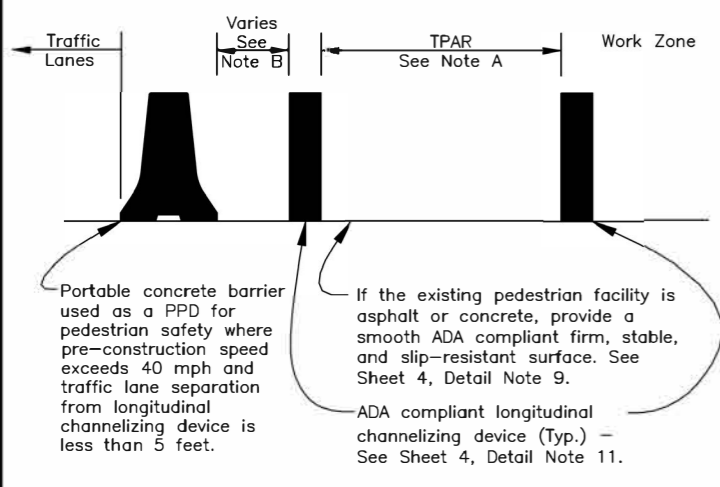 Traffic
Lanes
Varies
See
Note B
TPAR
See Note A
Work Zone
Portable concrete barrier
used as a PPD for
pedestrian safety where
pre–construction speed
exceeds 40 mph and
traffic lane separation
from longitudinal
channelizing device is
less than 5 feet.
If the existing pedestrian facility is
asphalt or concrete, provide a
smooth ADA compliant firm, stable,
and slip–resistant surface. See
Sheet 4, Detail Note 9.
ADA compliant longitudinal
channelizing device (Typ.) –
See Sheet 4, Detail Note 11.